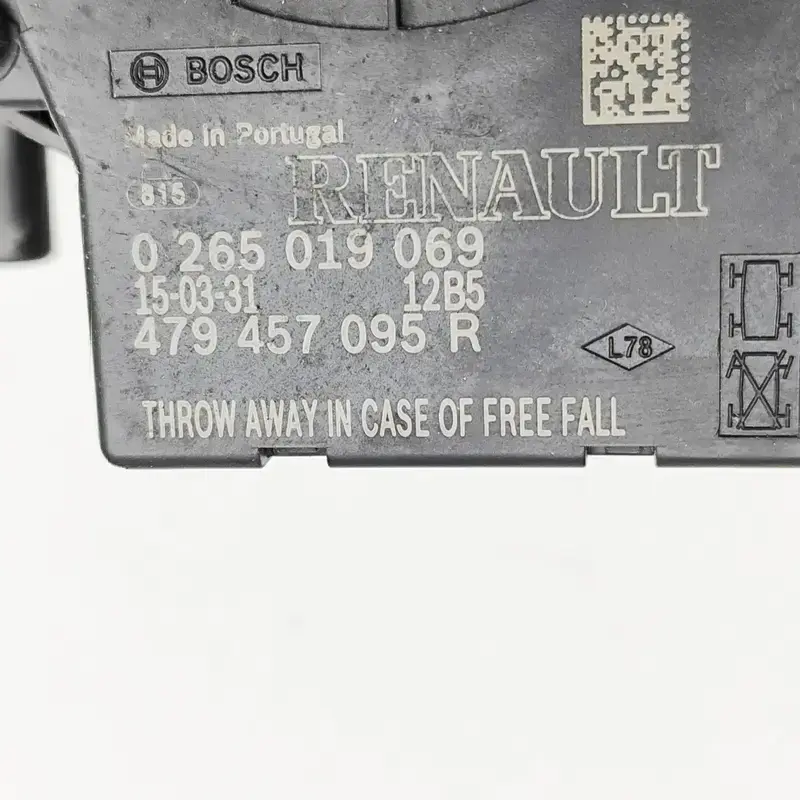 BOSCH
Made in Portugal
815
RENAULT
0 265 019 069
15-03-31 12B5
479 457 095 R
L78
THROW AWAY IN CASE OF FREE FALL